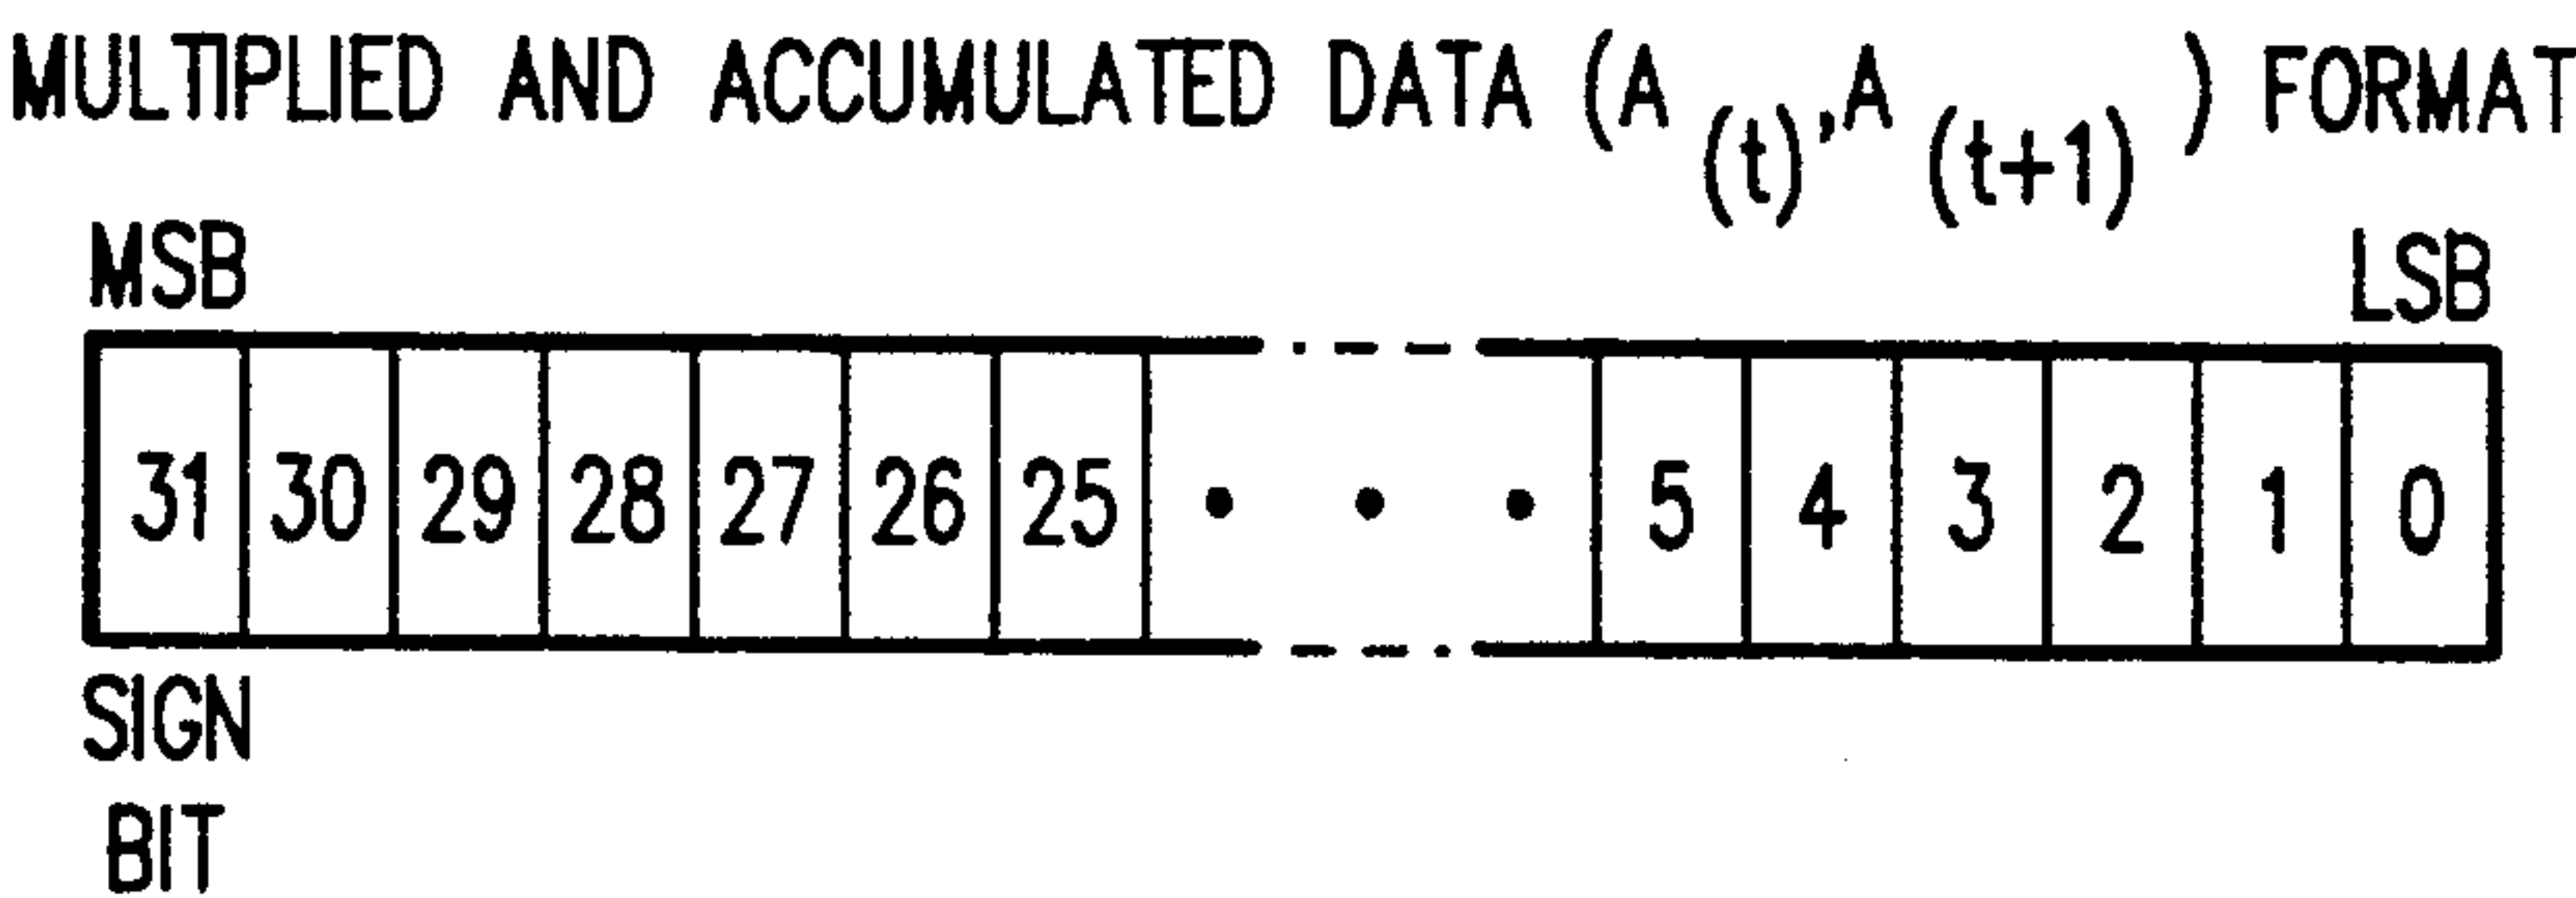 MULTIPLIED AND ACCUMULATED DATA (A (t),A (t+1) ) FORMAT
MSB LSB
31 30 29 28 27 26 25 • • • 5 4 3 2 1 0
SIGN
BIT